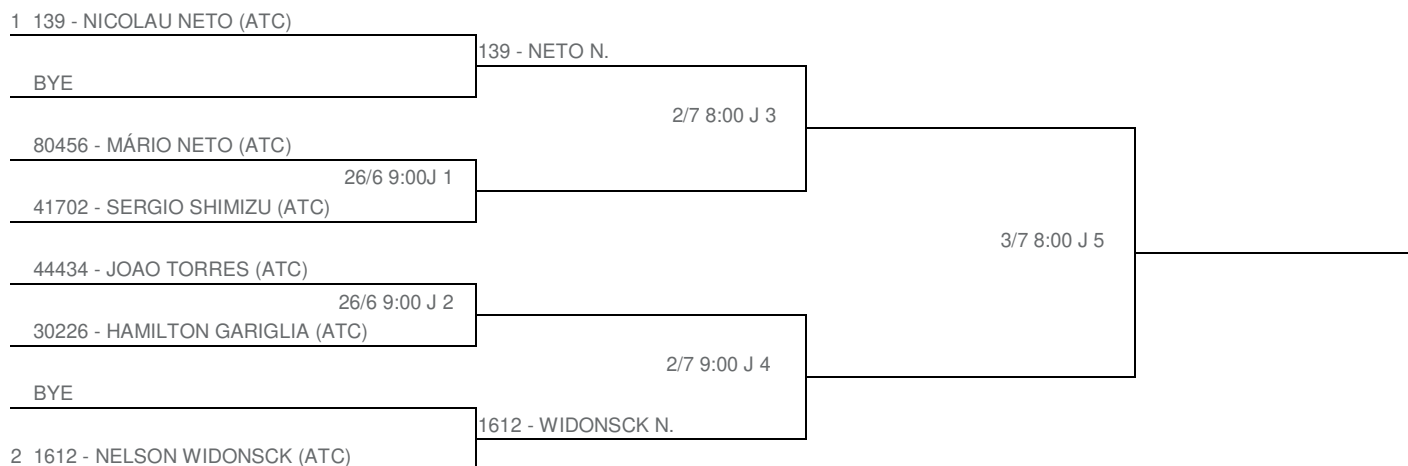 1 139 - NICOLAU NETO (ATC)
139 - NETO N.
BYE
2/7 8:00 J 3
80456 - MÁRIO NETO (ATC)
26/6 9:00J 1
41702 - SERGIO SHIMIZU (ATC)
3/7 8:00 J 5
44434 - JOAO TORRES (ATC)
26/6 9:00 J 2
30226 - HAMILTON GARIGLIA (ATC)
2/7 9:00 J 4
BYE
1612 - WIDONSCK N.
2 1612 - NELSON WIDONSCK (ATC)